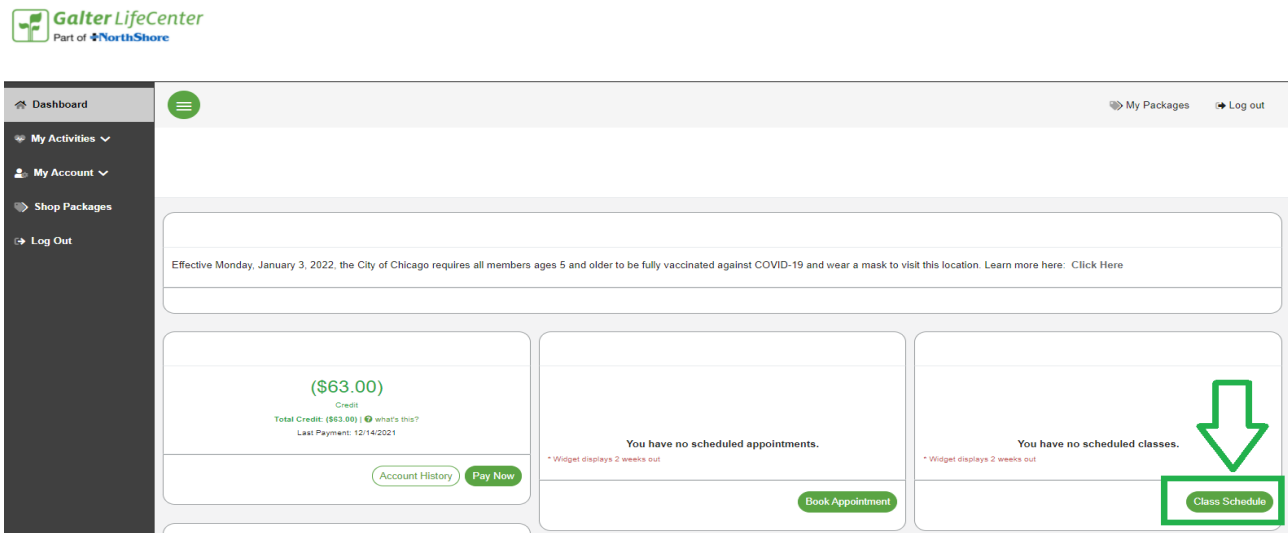 Galter LifeCenter
Part of NorthShore
Dashboard
My Packages
Log out
My Activities
My Account
Shop Packages
Log Out
Effective Monday, January 3, 2022, the City of Chicago requires all members ages 5 and older to be fully vaccinated against COVID-19 and wear a mask to visit this location. Learn more here: Click Here
($63.00)
Credit
Total Credit: ($63.00) | what's this?
Last Payment: 12/14/2021
Account History
Pay Now
You have no scheduled appointments.
* Widget displays 2 weeks out
Book Appointment
You have no scheduled classes.
* Widget displays 2 weeks out
Class Schedule